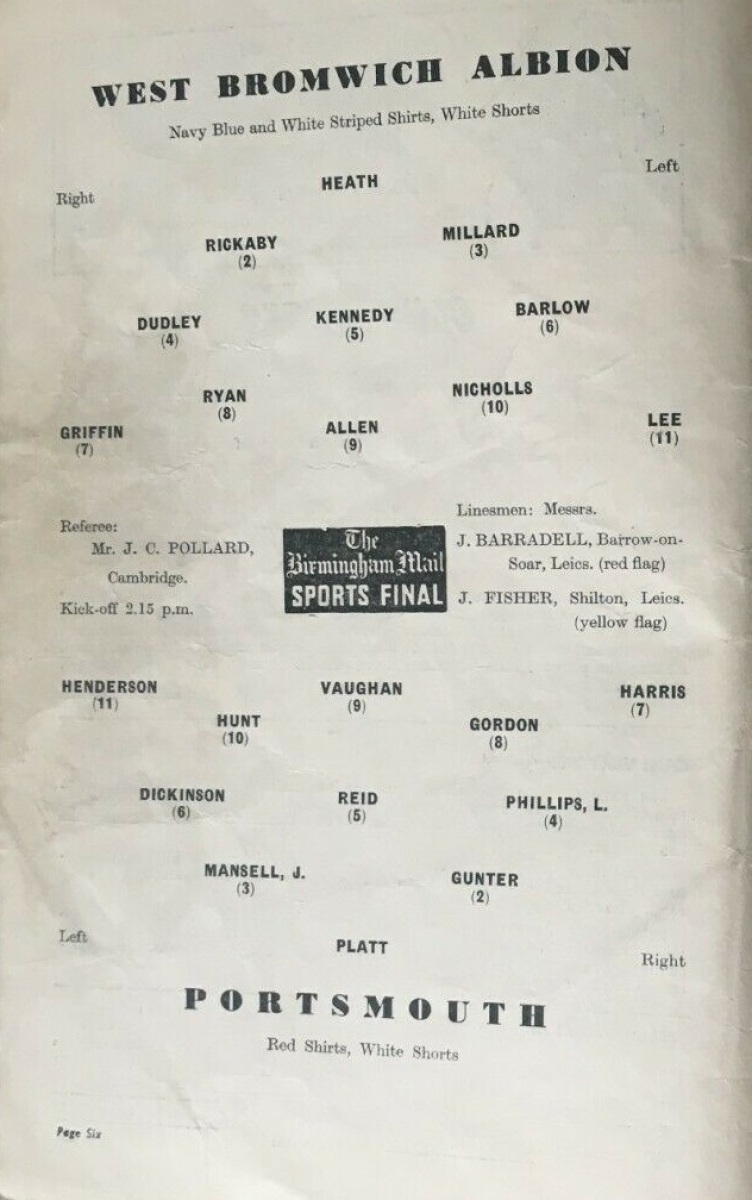 WEST BROMWICH ALBION
Navy Blue and White Striped Shirts, White Shorts
Right
HEATH
Left
RICKABY
(2)
MILLARD
(3)
DUDLEY
(4)
KENNEDY
(5)
BARLOW
(6)
RYAN
(8)
NICHOLLS
(10)
GRIFFIN
(7)
ALLEN
(9)
LEE
(11)
Referee:
Mr. J. C. POLLARD,
Cambridge.
Kick-off 2.15 p.m.
The
Birmingham Mail
SPORTS FINAL
Linesmen: Messrs.
J. BARRADELL, Barrow-on-
Soar, Leics. (red flag)
J. FISHER, Shilton, Leics.
(yellow flag)
HENDERSON
(11)
VAUGHAN
(9)
HARRIS
(7)
HUNT
(10)
GORDON
(8)
DICKINSON
(6)
REID
(5)
PHILLIPS, L.
(4)
MANSELL, J.
(3)
GUNTER
(2)
Left
PLATT
Right
PORTSMOUTH
Red Shirts, White Shorts
Page Six